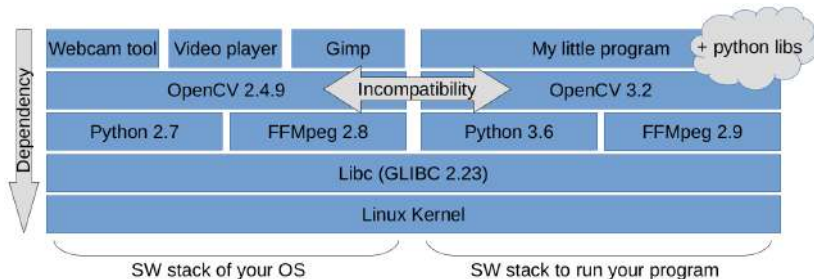 Dependency
Webcam tool
Video player
Gimp
My little program
+ python libs
OpenCV 2.4.9
Incompatibility
OpenCV 3.2
Python 2.7
FFMpeg 2.8
Python 3.6
FFMpeg 2.9
Libc (GLIBC 2.23)
Linux Kernel
SW stack of your OS
SW stack to run your program